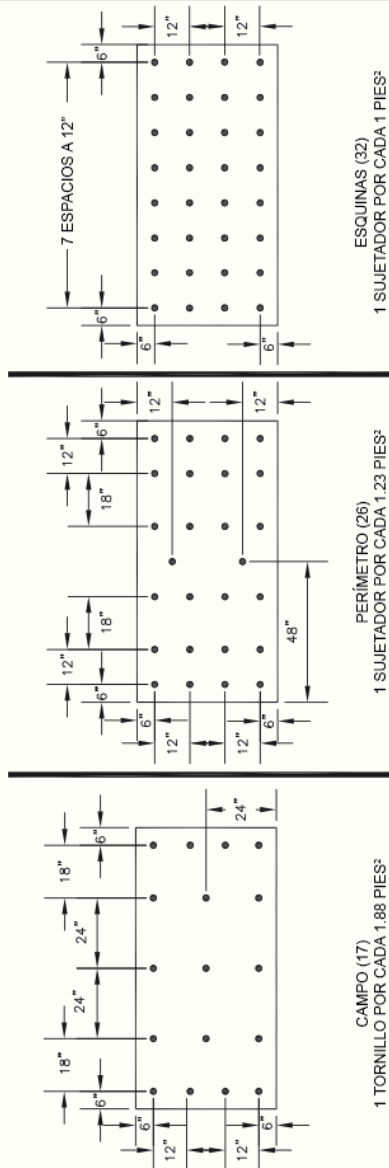 18" 24" 24" 18"
6" 6"
6"
12"
12"
6"
24"
CAMPO (17)
1 TORNILLO POR CADA 1.88 PIES²
12" 18" 18" 12"
6" 6"
6"
12"
12"
12"
12"
6"
48"
PERÍMETRO (26)
1 SUJETADOR POR CADA 1.23 PIES²
7 ESPACIOS A 12"
6" 6"
6"
12"
12"
6"
ESQUINAS (32)
1 SUJETADOR POR CADA 1 PIES²